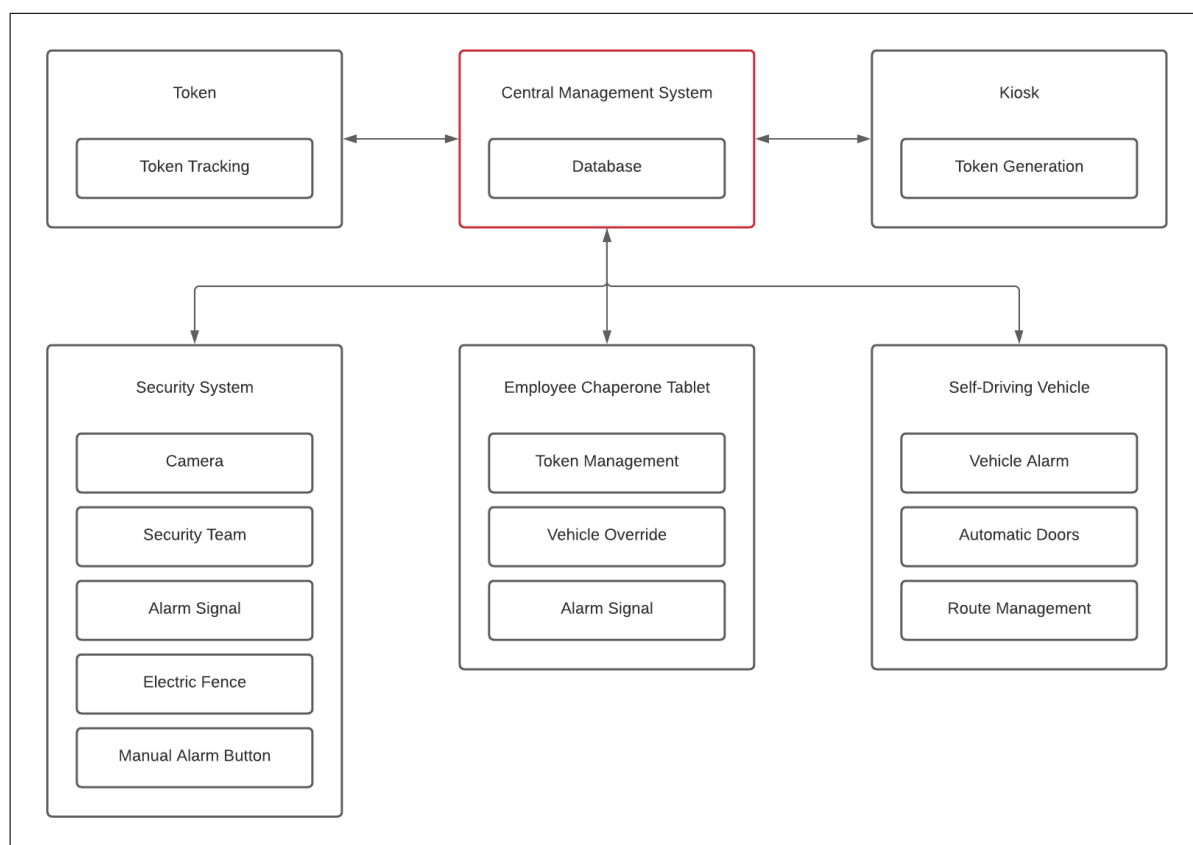 Token
Token Tracking
Central Management System
Database
Kiosk
Token Generation
Security System
Camera
Security Team
Alarm Signal
Electric Fence
Manual Alarm Button
Employee Chaperone Tablet
Token Management
Vehicle Override
Alarm Signal
Self-Driving Vehicle
Vehicle Alarm
Automatic Doors
Route Management